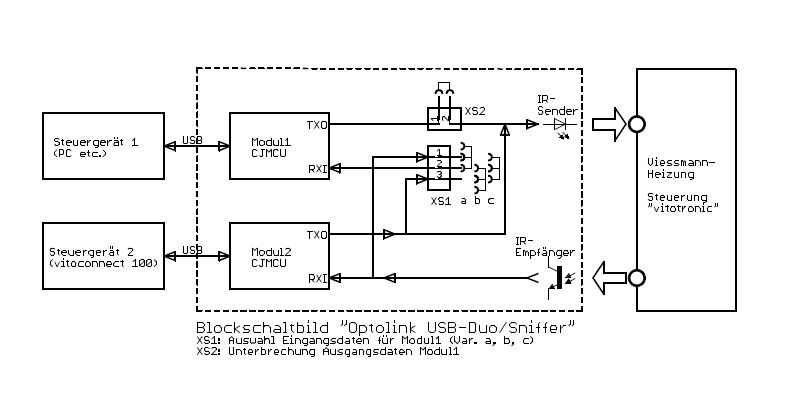 IR-
Sender
XS2
1 2
TXO
Steuergerät 1
(PC etc.)
USB
Modul1
CJMCU
RXI
1
2
3
XS1
a b c
Viessmann-
Heizung
Steuerung
"vitotronic"
Steuergerät 2
(vitoconnect 100)
USB
Modul2
CJMCU
TXO
RXI
IR-
Empfänger
Blockschaltbild "Optolink USB-Duo/Sniffer"
XS1: Auswahl Eingangsdaten für Modul1 (Var. a, b, c)
XS2: Unterbrechung Ausgangsdaten Modul1